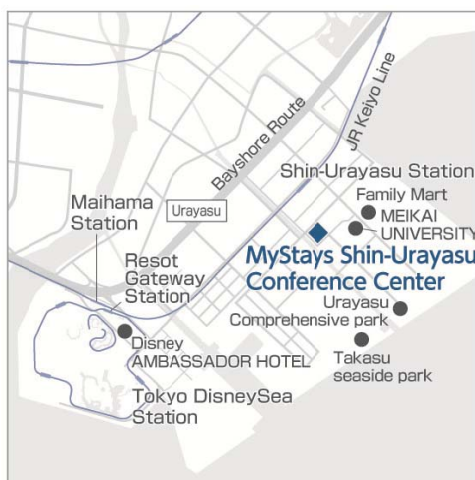 Bayshore Route
JR Keiyo Line
Shin-Urayasu Station
Family Mart
MEIKAI
UNIVERSITY
Urayasu
Maihama
Station
MyStays Shin-Urayasu
Conference Center
Resot
Gateway
Station
Urayasu
Comprehensive park
Disney
AMBASSADOR HOTEL
Takasu
seaside park
Tokyo DisneySea
Station